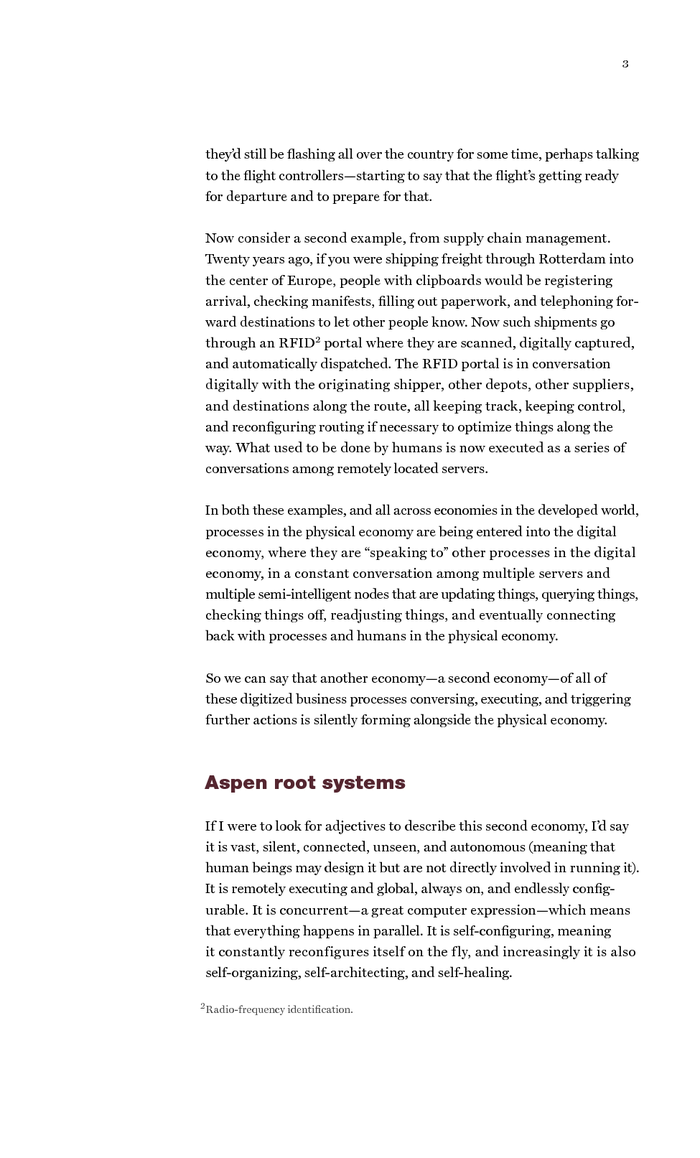 3
they’d still be flashing all over the country for some time, perhaps talking
to the flight controllers—starting to say that the flight’s getting ready
for departure and to prepare for that.
Now consider a second example, from supply chain management.
Twenty years ago, if you were shipping freight through Rotterdam into
the center of Europe, people with clipboards would be registering
arrival, checking manifests, filling out paperwork, and telephoning for-
ward destinations to let other people know. Now such shipments go
through an RFID² portal where they are scanned, digitally captured,
and automatically dispatched. The RFID portal is in conversation
digitally with the originating shipper, other depots, other suppliers,
and destinations along the route, all keeping track, keeping control,
and reconfiguring routing if necessary to optimize things along the
way. What used to be done by humans is now executed as a series of
conversations among remotely located servers.
In both these examples, and all across economies in the developed world,
processes in the physical economy are being entered into the digital
economy, where they are “speaking to” other processes in the digital
economy, in a constant conversation among multiple servers and
multiple semi-intelligent nodes that are updating things, querying things,
checking things off, readjusting things, and eventually connecting
back with processes and humans in the physical economy.
So we can say that another economy—a second economy—of all of
these digitized business processes conversing, executing, and triggering
further actions is silently forming alongside the physical economy.
Aspen root systems
If I were to look for adjectives to describe this second economy, I’d say
it is vast, silent, connected, unseen, and autonomous (meaning that
human beings may design it but are not directly involved in running it).
It is remotely executing and global, always on, and endlessly config-
urable. It is concurrent—a great computer expression—which means
that everything happens in parallel. It is self-configuring, meaning
it constantly reconfigures itself on the fly, and increasingly it is also
self-organizing, self-architecting, and self-healing.
²Radio-frequency identification.